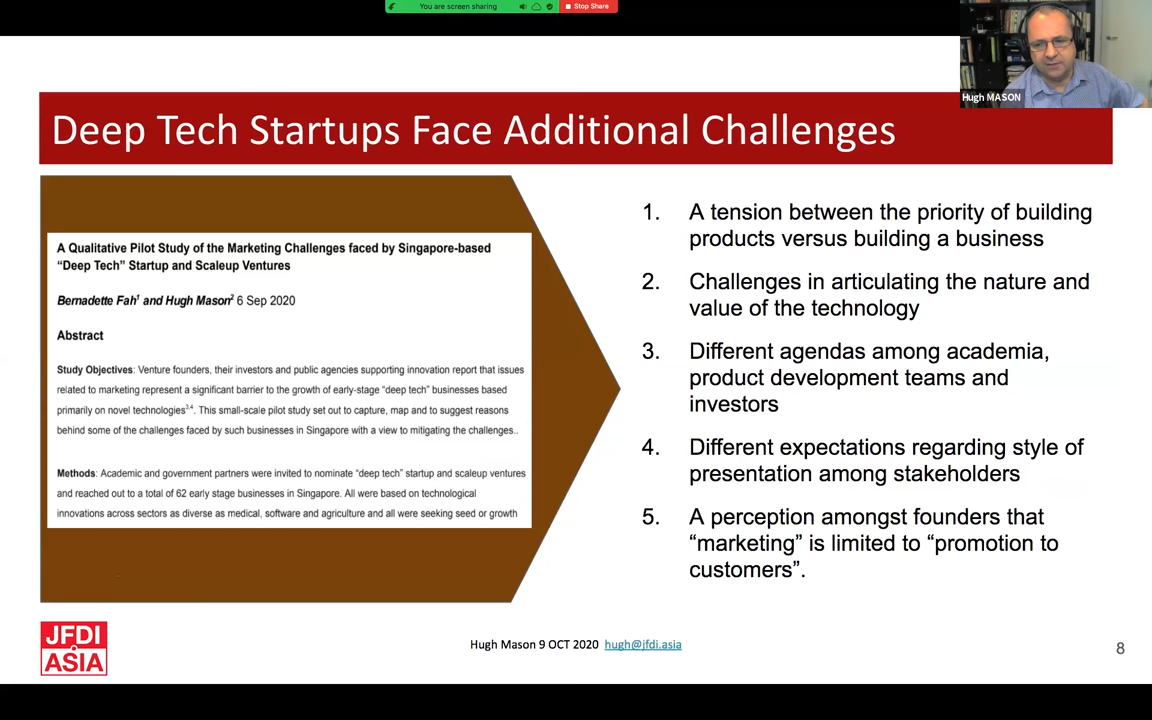 You are screen sharing
Stop Share
Hugh MASON
Deep Tech Startups Face Additional Challenges
A Qualitative Pilot Study of the Marketing Challenges faced by Singapore-based
“Deep Tech” Startup and Scaleup Ventures
Bernadette Fah¹ and Hugh Mason² 6 Sep 2020
Abstract
Study Objectives: Venture founders, their investors and public agencies supporting innovation report that issues
related to marketing represent a significant barrier to the growth of early-stage “deep tech” businesses based
primarily on novel technologies³,⁴. This small-scale pilot study set out to capture, map and to suggest reasons
behind some of the challenges faced by such businesses in Singapore with a view to mitigating the challenges..
Methods: Academic and government partners were invited to nominate “deep tech” startup and scaleup ventures
and reached out to a total of 62 early stage businesses in Singapore. All were based on technological
innovations across sectors as diverse as medical, software and agriculture and all were seeking seed or growth
1. A tension between the priority of building
products versus building a business
2. Challenges in articulating the nature and
value of the technology
3. Different agendas among academia,
product development teams and
investors
4. Different expectations regarding style of
presentation among stakeholders
5. A perception amongst founders that
“marketing” is limited to “promotion to
customers”.
JFDI
ASIA
Hugh Mason 9 OCT 2020 hugh@jfdi.asia
8